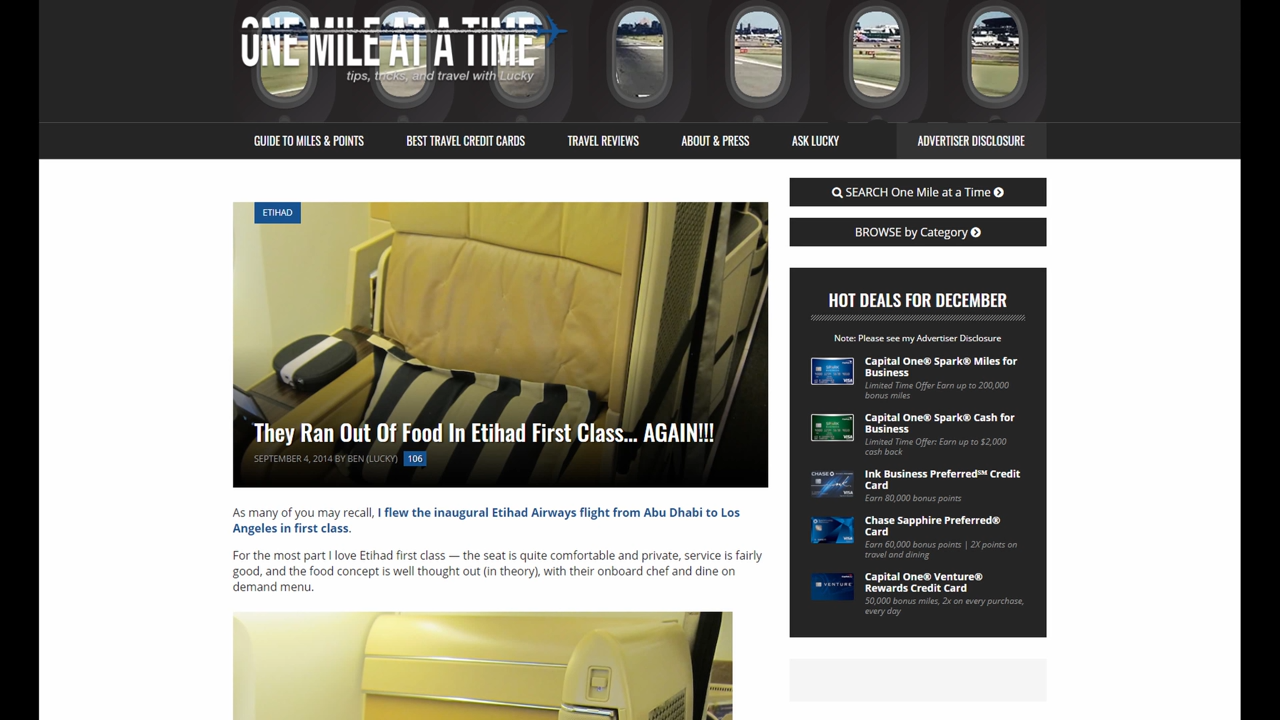 ONE MILE AT A TIME
tips, tricks, and travel with Lucky
GUIDE TO MILES & POINTS
BEST TRAVEL CREDIT CARDS
TRAVEL REVIEWS
ABOUT & PRESS
ASK LUCKY
ADVERTISER DISCLOSURE
ETIHAD
They Ran Out Of Food In Etihad First Class... AGAIN!!!
SEPTEMBER 4, 2014 BY BEN (LUCKY) 106
As many of you may recall, I flew the inaugural Etihad Airways flight from Abu Dhabi to Los
Angeles in first class.
For the most part I love Etihad first class — the seat is quite comfortable and private, service is fairly
good, and the food concept is well thought out (in theory), with their onboard chef and dine on
demand menu.
SEARCH One Mile at a Time
BROWSE by Category
HOT DEALS FOR DECEMBER
Note: Please see my Advertiser Disclosure
Capital One® Spark® Miles for
Business
Limited Time Offer Earn up to 200,000
bonus miles
Capital One® Spark® Cash for
Business
Limited Time Offer: Earn up to $2,000
cash back
Ink Business Preferred℠ Credit
Card
Earn 80,000 bonus points
Chase Sapphire Preferred®
Card
Earn 60,000 bonus points | 2X points on
travel and dining
Capital One® Venture®
Rewards Credit Card
50,000 bonus miles, 2x on every purchase,
every day